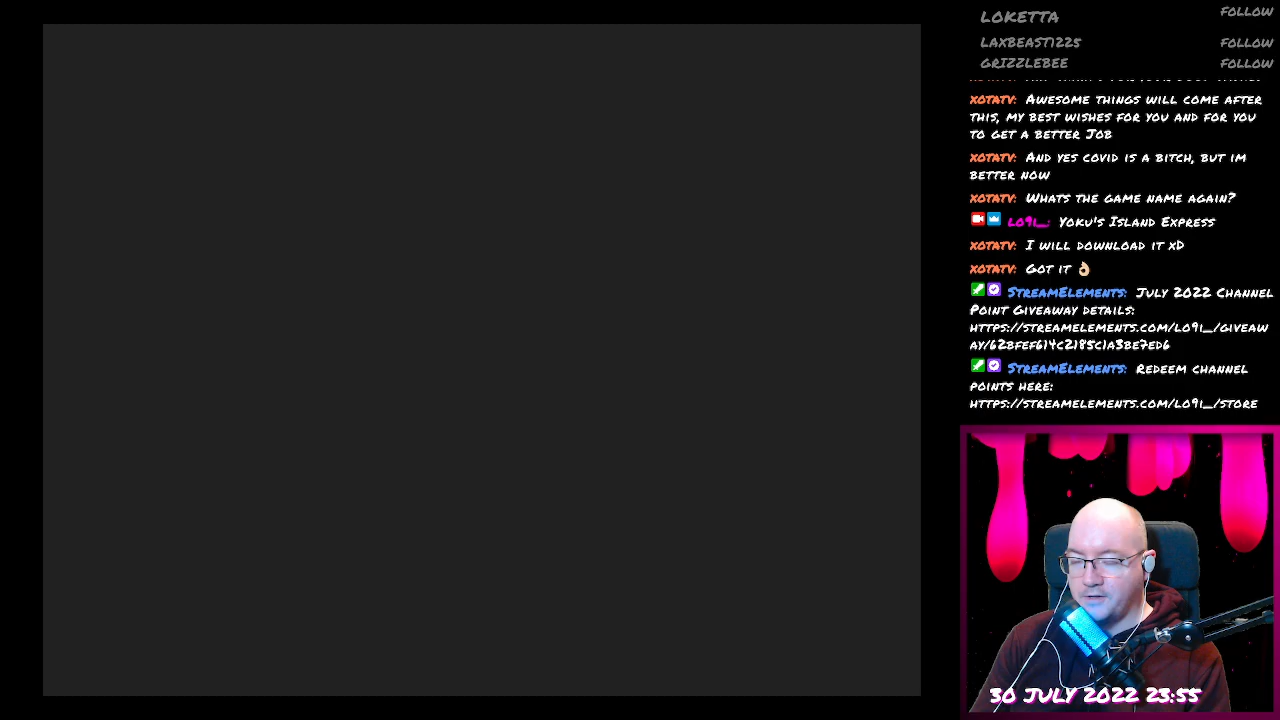 LOKETTA FOLLOW
LAXBEAST1225 FOLLOW
GRIZZLEBEE FOLLOW
XOTATV: AWESOME THINGS WILL COME AFTER
THIS, MY BEST WISHES FOR YOU AND FOR YOU
TO GET A BETTER JOB
XOTATV: AND YES COVID IS A BITCH, BUT IM
BETTER NOW
XOTATV: WHATS THE GAME NAME AGAIN?
LO9I_: YOKU'S ISLAND EXPRESS
XOTATV: I WILL DOWNLOAD IT XD
XOTATV: GOT IT 👌🏼
STREAMELEMENTS: JULY 2022 CHANNEL
POINT GIVEAWAY DETAILS:
HTTPS://STREAMELEMENTS.COM/LO9I_/GIVEAW
AY/62BFEF614C2185C1A3BE7ED6
STREAMELEMENTS: REDEEM CHANNEL
POINTS HERE:
HTTPS://STREAMELEMENTS.COM/LO9I_/STORE
30 JULY 2022 23:55